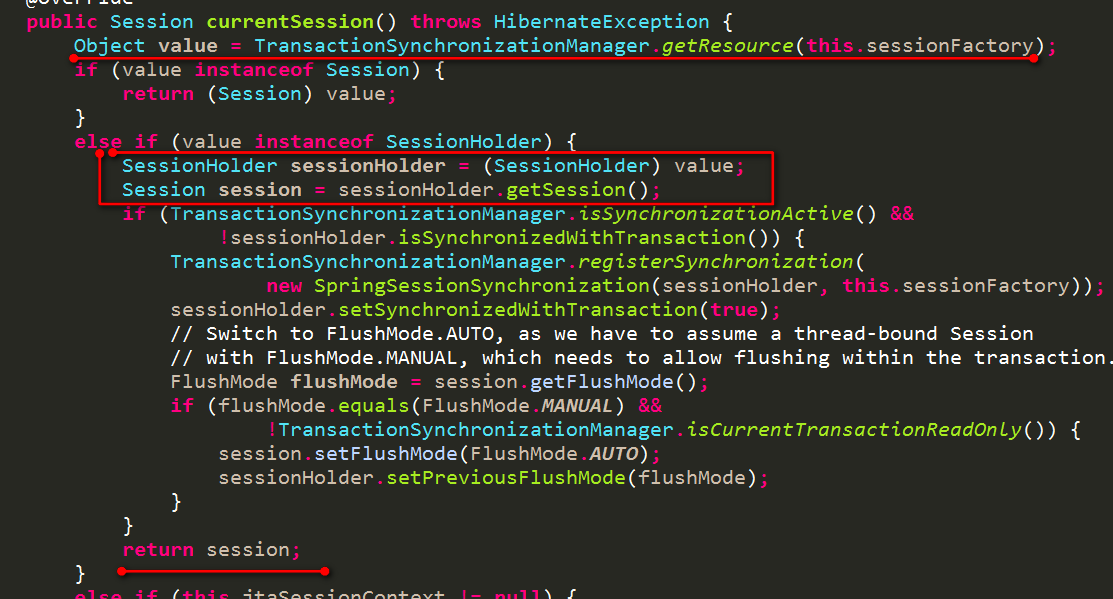 @Override
public Session currentSession() throws HibernateException {
Object value = TransactionSynchronizationManager.getResource(this.sessionFactory);
if (value instanceof Session) {
return (Session) value;
}
else if (value instanceof SessionHolder) {
SessionHolder sessionHolder = (SessionHolder) value;
Session session = sessionHolder.getSession();
if (TransactionSynchronizationManager.isSynchronizationActive() &&
!sessionHolder.isSynchronizedWithTransaction()) {
TransactionSynchronizationManager.registerSynchronization(
new SpringSessionSynchronization(sessionHolder, this.sessionFactory));
sessionHolder.setSynchronizedWithTransaction(true);
// Switch to FlushMode.AUTO, as we have to assume a thread-bound Session
// with FlushMode.MANUAL, which needs to allow flushing within the transaction.
FlushMode flushMode = session.getFlushMode();
if (flushMode.equals(FlushMode.MANUAL) &&
!TransactionSynchronizationManager.isCurrentTransactionReadOnly()) {
session.setFlushMode(FlushMode.AUTO);
sessionHolder.setPreviousFlushMode(flushMode);
}
}
return session;
}
else if (this.jtaSessionContext != null) {